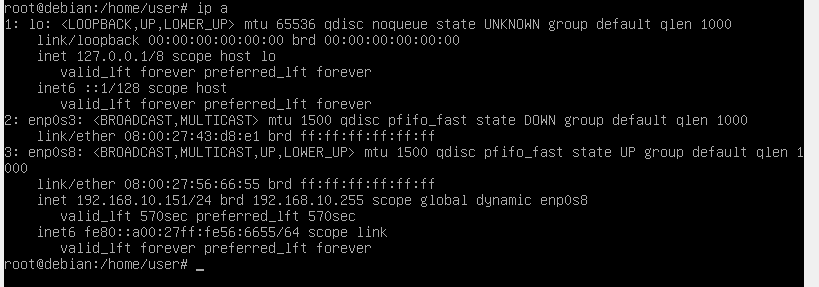 root@debian:/home/user# ip a
1: lo: <LOOPBACK,UP,LOWER_UP> mtu 65536 qdisc noqueue state UNKNOWN group default qlen 1000
    link/loopback 00:00:00:00:00:00 brd 00:00:00:00:00:00
    inet 127.0.0.1/8 scope host lo
       valid_lft forever preferred_lft forever
    inet6 ::1/128 scope host
       valid_lft forever preferred_lft forever
2: enp0s3: <BROADCAST,MULTICAST> mtu 1500 qdisc pfifo_fast state DOWN group default qlen 1000
    link/ether 08:00:27:43:d8:e1 brd ff:ff:ff:ff:ff:ff
3: enp0s8: <BROADCAST,MULTICAST,UP,LOWER_UP> mtu 1500 qdisc pfifo_fast state UP group default qlen 1
000
    link/ether 08:00:27:56:66:55 brd ff:ff:ff:ff:ff:ff
    inet 192.168.10.151/24 brd 192.168.10.255 scope global dynamic enp0s8
       valid_lft 570sec preferred_lft 570sec
    inet6 fe80::a00:27ff:fe56:6655/64 scope link
       valid_lft forever preferred_lft forever
root@debian:/home/user# _